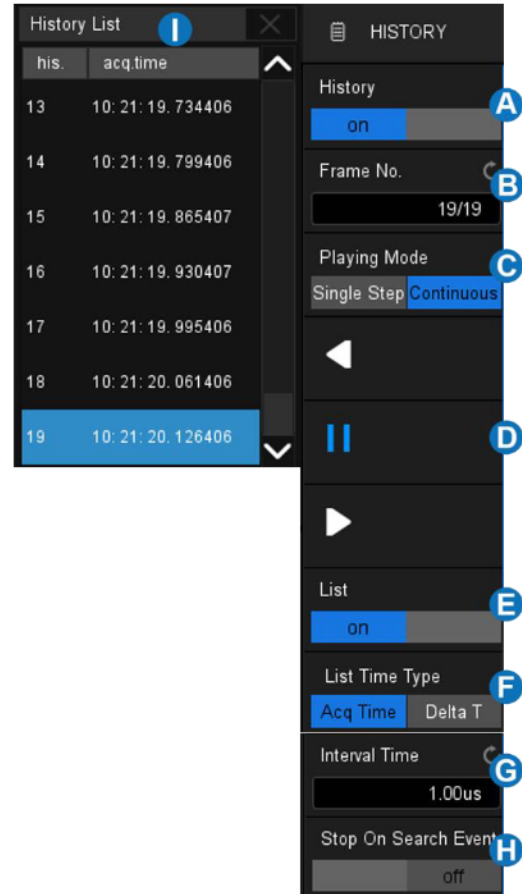 History List
I
his. acq.time
13 10: 21: 19. 734406
14 10: 21: 19. 799406
15 10: 21: 19. 865407
16 10: 21: 19. 930407
17 10: 21: 19. 995406
18 10: 21: 20. 061406
19 10: 21: 20. 126406
HISTORY
History
A
on
Frame No.
B
19/19
Playing Mode
C
Single Step Continuous
D
List
E
on
List Time Type
F
Acq Time Delta T
Interval Time
G
1.00us
Stop On Search Event
H
off